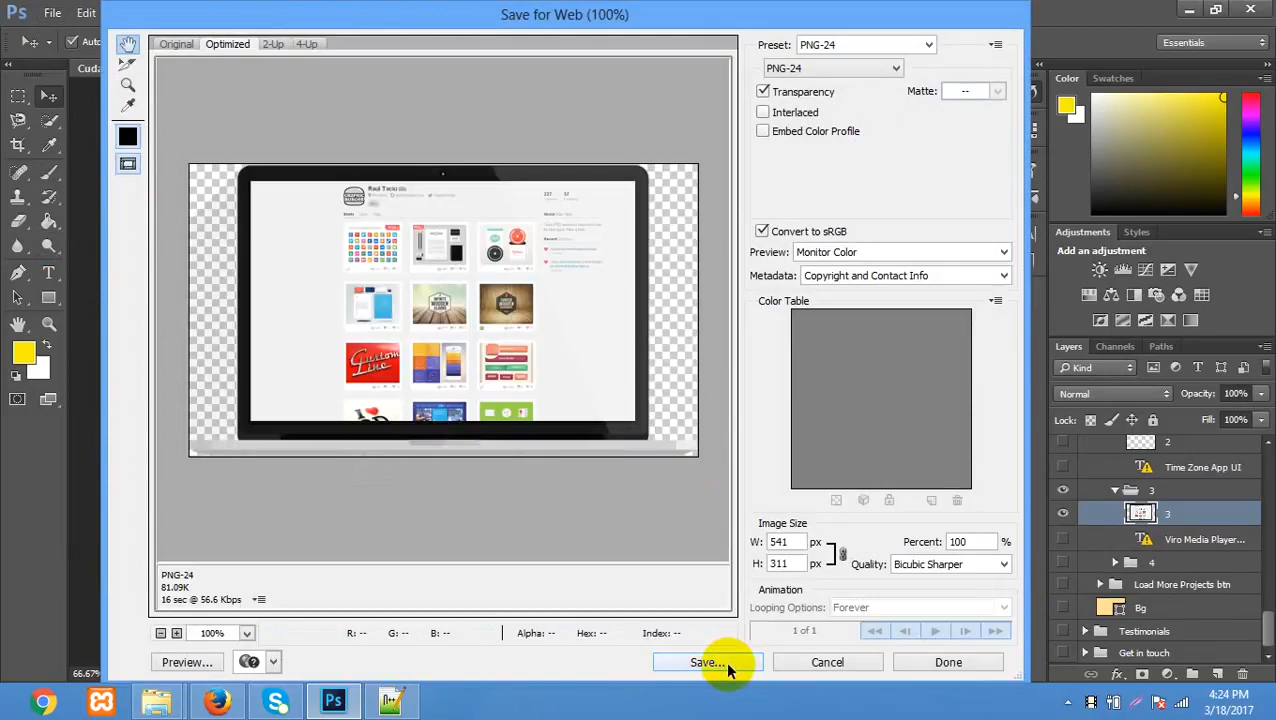 Ps File Edit
Save for Web (100%)
Essentials
Auto
Cuda
Original Optimized 2-Up 4-Up
Preset: PNG-24
PNG-24
Transparency Matte: --
Interlaced
Embed Color Profile
Convert to sRGB
Preview: Monitor Color
Metadata: Copyright and Contact Info
Color Table
Raul Taciu
Custom
Image Size
W: 541 px Percent: 100 %
H: 311 px Quality: Bicubic Sharper
Animation
Looping Options: Forever
1 of 1
PNG-24
81.09K
16 sec @ 56.6 Kbps
100% R: -- G: -- B: -- Alpha: -- Hex: -- Index: --
Preview... Save... Cancel Done
Color Swatches
Adjustments Styles
Add an adjustment
Layers Channels Paths
Kind
Normal Opacity: 100%
Lock: Fill: 100%
2
Time Zone App UI
3
3
Viro Media Player...
4
Load More Projects btn
Bg
Testimonials
Get in touch
66.67%
Ps
4:24 PM
3/18/2017